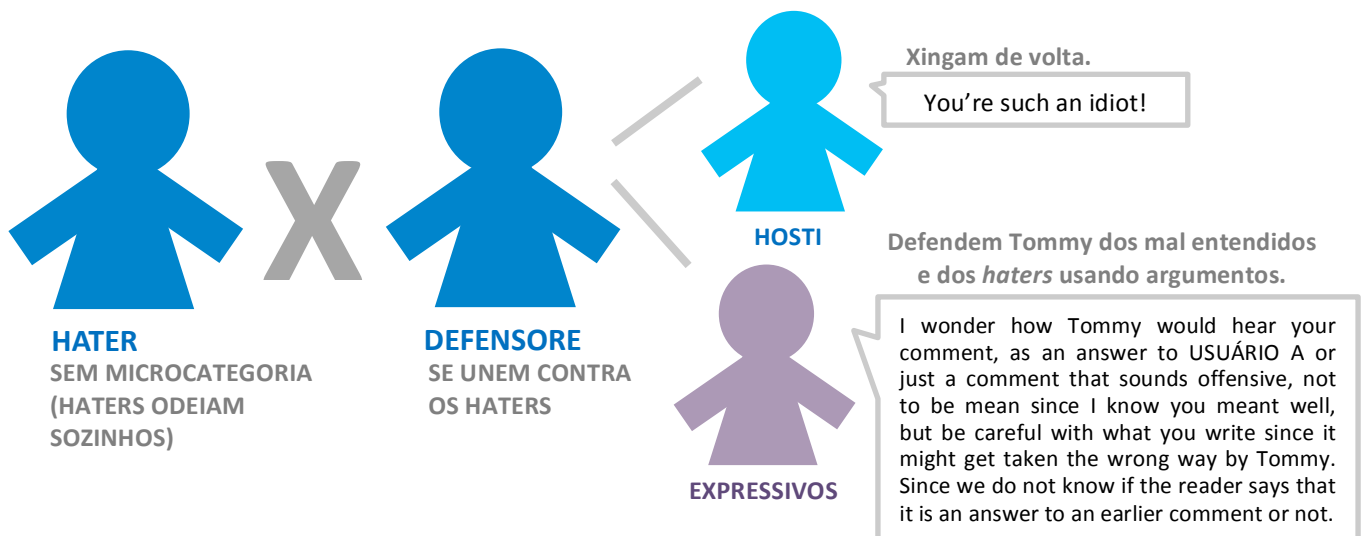 Xingam de volta.
You're such an idiot!
X
HOSTI
HATER
SEM MICROCATEGORIA
(HATERS ODEIAM
SOZINHOS)
DEFENSORE
SE UNEM CONTRA
OS HATERS
Defendem Tommy dos mal entendidos
e dos haters usando argumentos.
EXPRESSIVOS
I wonder how Tommy would hear your
comment, as an answer to USUÁRIO A or
just a comment that sounds offensive, not
to be mean since I know you meant well,
but be careful with what you write since it
might get taken the wrong way by Tommy.
Since we do not know if the reader says that
it is an answer to an earlier comment or not.